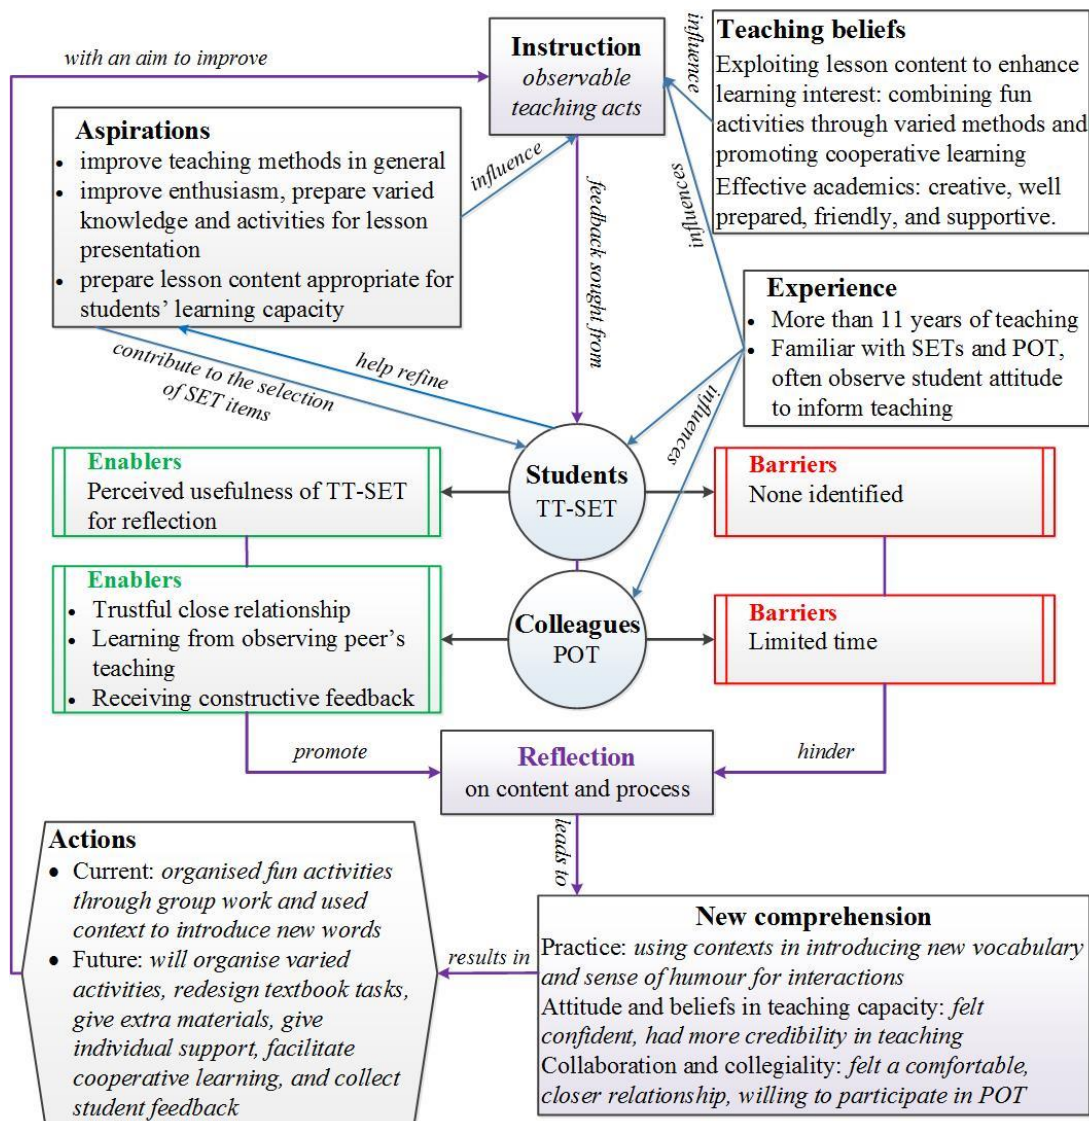 with an aim to improve
Instruction
observable
teaching acts
influence
Teaching beliefs
Exploiting lesson content to enhance
learning interest: combining fun
activities through varied methods and
promoting cooperative learning
Effective academics: creative, well
prepared, friendly, and supportive.
Aspirations
• improve teaching methods in general
• improve enthusiasm, prepare varied
knowledge and activities for lesson
presentation
• prepare lesson content appropriate for
students’ learning capacity
influence
influences
feedback sought from
Experience
• More than 11 years of teaching
• Familiar with SETs and POT,
often observe student attitude
to inform teaching
contribute to the selection
of SET items
help refine
influences
Enablers
Perceived usefulness of TT-SET
for reflection
Students
TT-SET
Barriers
None identified
Enablers
• Trustful close relationship
• Learning from observing peer’s
teaching
• Receiving constructive feedback
Colleagues
POT
Barriers
Limited time
promote
Reflection
on content and process
hinder
leads to
Actions
• Current: organised fun activities
through group work and used
context to introduce new words
• Future: will organise varied
activities, redesign textbook tasks,
give extra materials, give
individual support, facilitate
cooperative learning, and collect
student feedback
results in
New comprehension
Practice: using contexts in introducing new vocabulary
and sense of humour for interactions
Attitude and beliefs in teaching capacity: felt
confident, had more credibility in teaching
Collaboration and collegiality: felt a comfortable,
closer relationship, willing to participate in POT